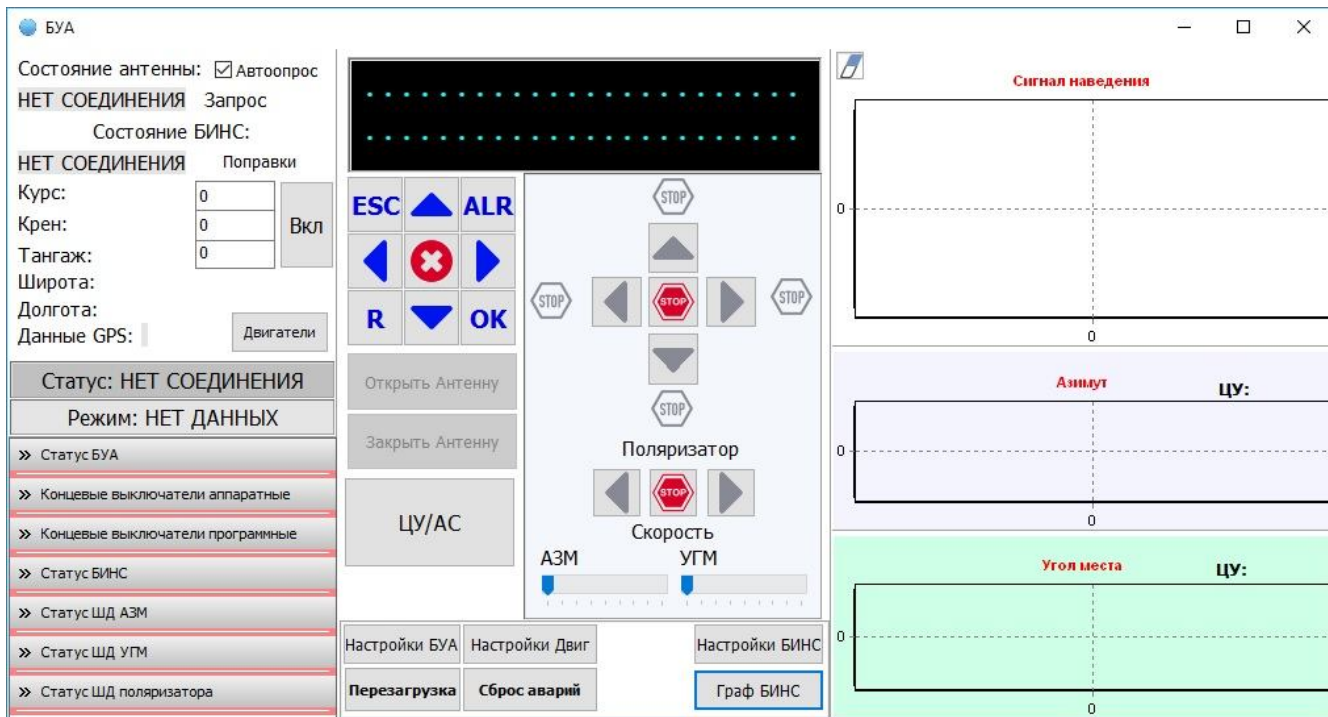 БУА
Состояние антенны: Автоопрос
НЕТ СОЕДИНЕНИЯ Запрос
Состояние БИНС:
НЕТ СОЕДИНЕНИЯ Поправки
Курс: 0
Крен: 0 Вкл
Тангаж: 0
Широта:
Долгота:
Данные GPS: Двигатели
Статус: НЕТ СОЕДИНЕНИЯ
Режим: НЕТ ДАННЫХ
» Статус БУА
» Концевые выключатели аппаратные
» Концевые выключатели программные
» Статус БИНС
» Статус ШД АЗМ
» Статус ШД УГМ
» Статус ШД поляризатора
ESC ALR
R OK
Открыть Антенну
Закрыть Антенну
ЦУ/АС
STOP
STOP STOP STOP
STOP
Поляризатор
STOP
Скорость
АЗМ УГМ
Настройки БУА Настройки Двиг Настройки БИНС
Перезагрузка Сброс аварий Граф БИНС
Сигнал наведения
0
0
Азимут ЦУ:
0
0
Угол места ЦУ:
0
0